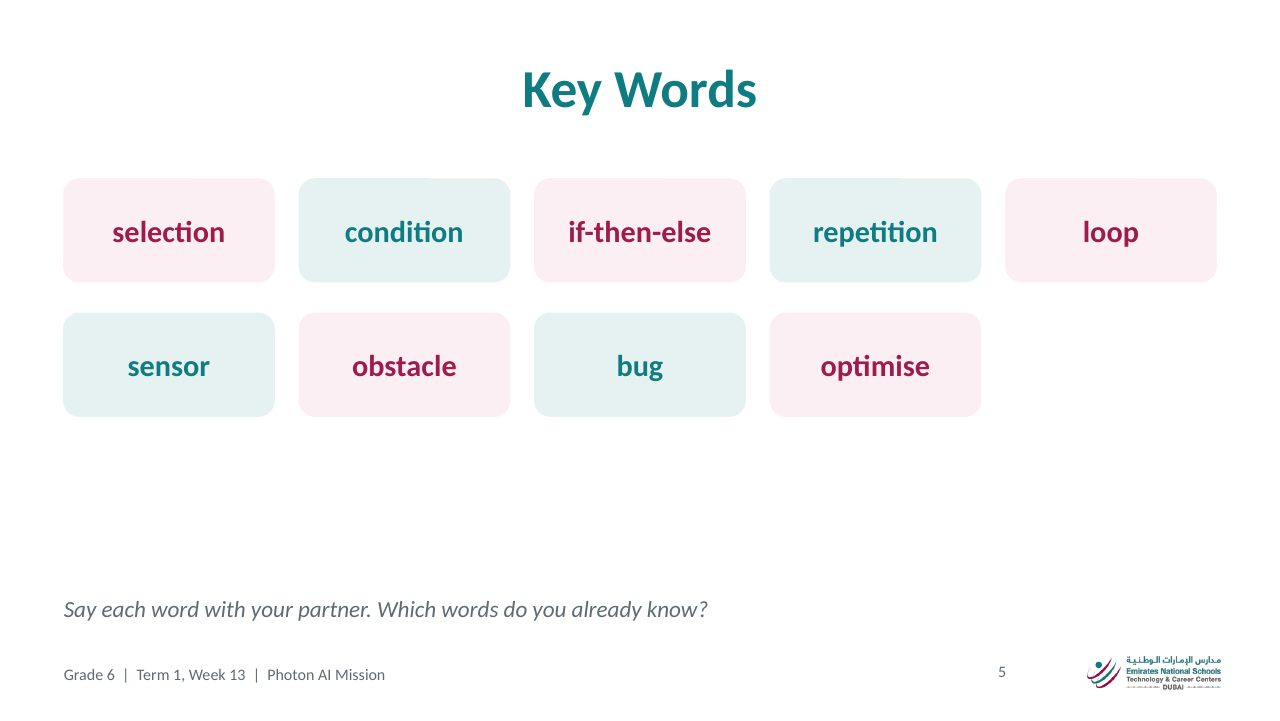 Key Words
selection
condition
if-then-else
repetition
loop
sensor
obstacle
bug
optimise
Say each word with your partner. Which words do you already know?
Grade 6 | Term 1, Week 13 | Photon AI Mission
5
مدارس الإمارات الوطنية
Emirates National Schools
Technology & Career Centers
DUBAI